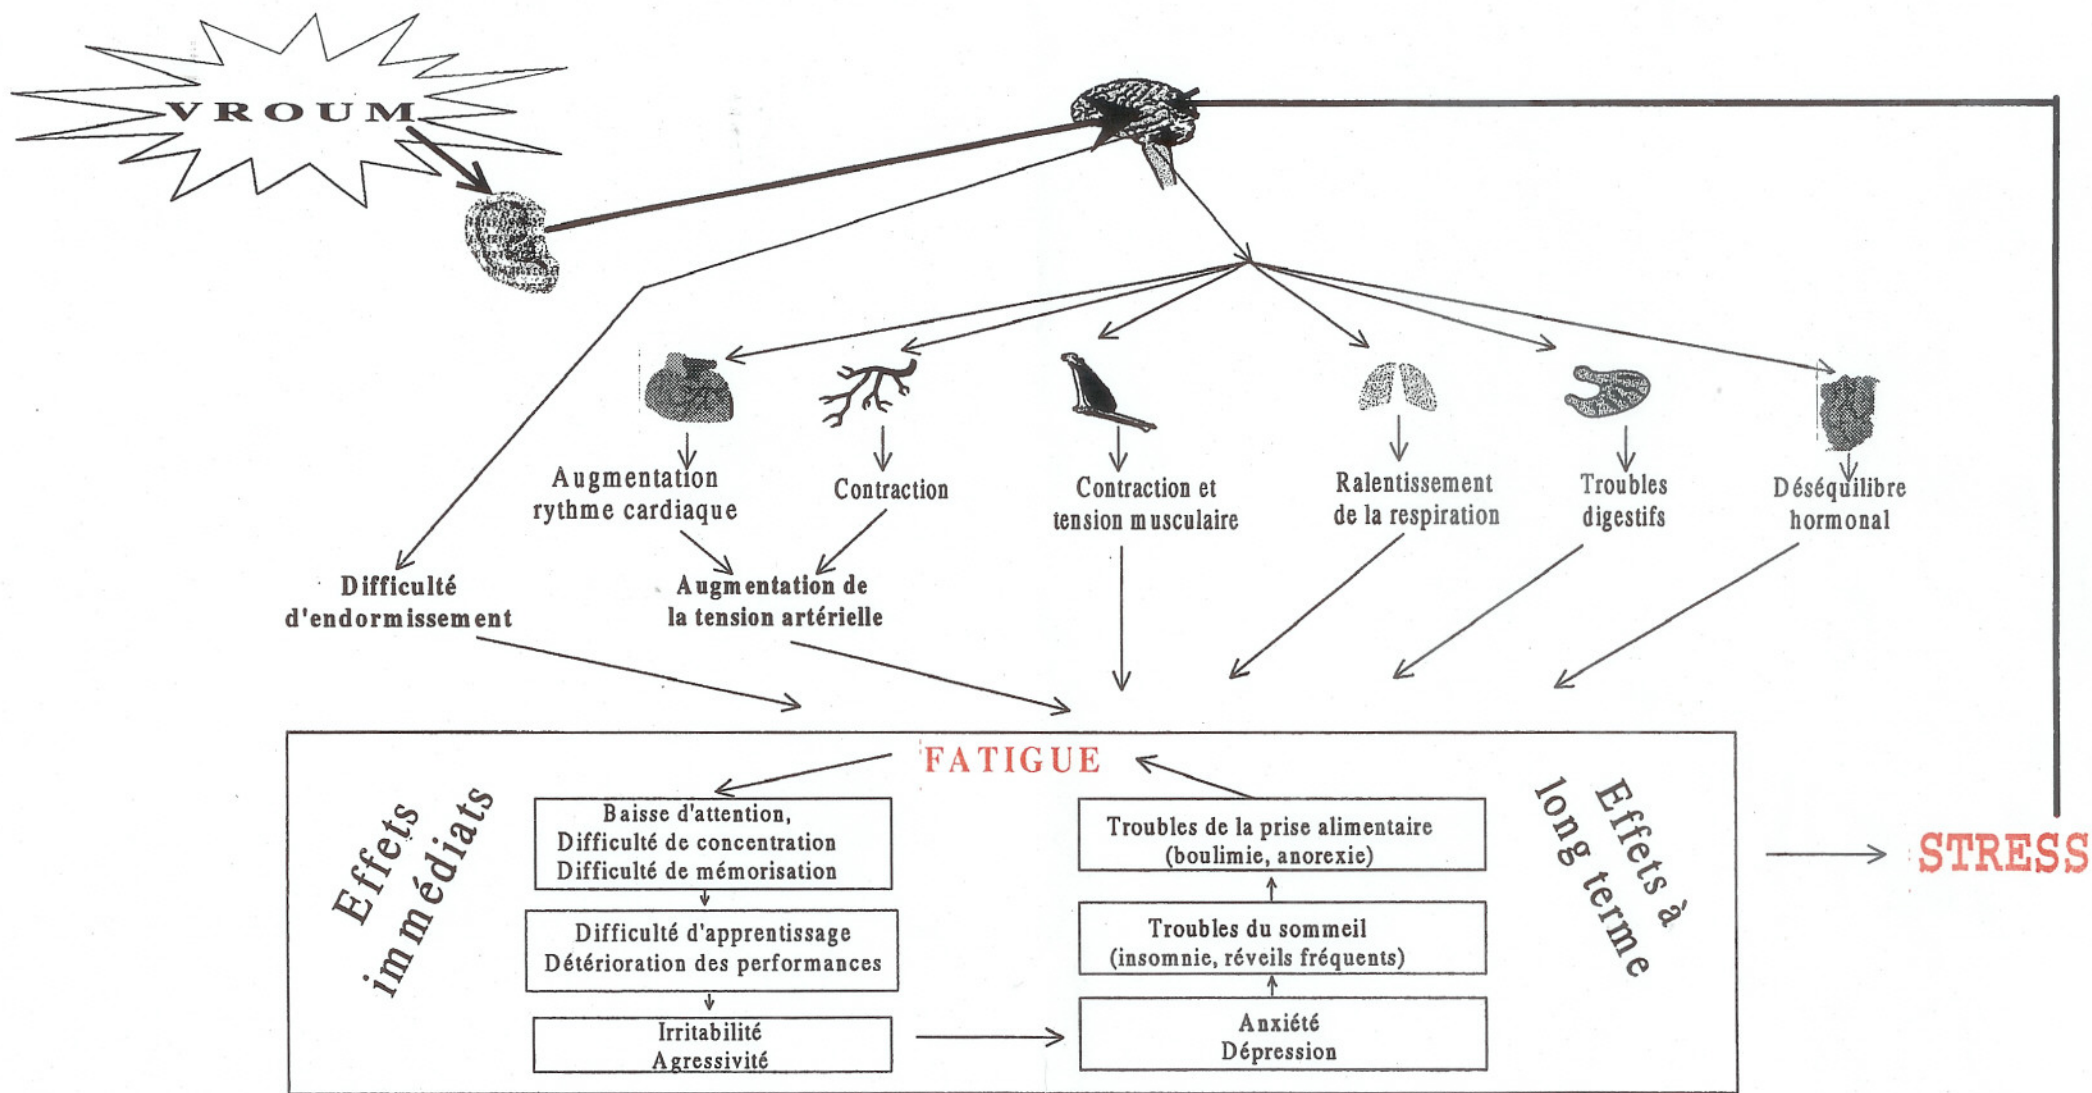 VROUM
Augmentation
rythme cardiaque
Contraction
Contraction et
tension musculaire
Ralentissement
de la respiration
Troubles
digestifs
Déséquilibre
hormonal
Difficulté
d'endormissement
Augmentation de
la tension artérielle
FATIGUE
Effets
immédiats
Baisse d'attention,
Difficulté de concentration
Difficulté de mémorisation
Difficulté d'apprentissage
Détérioration des performances
Irritabilité
Agressivité
Troubles de la prise alimentaire
(boulimie, anorexie)
Troubles du sommeil
(insomnie, réveils fréquents)
Anxiété
Dépression
Effets à
long terme
STRESS